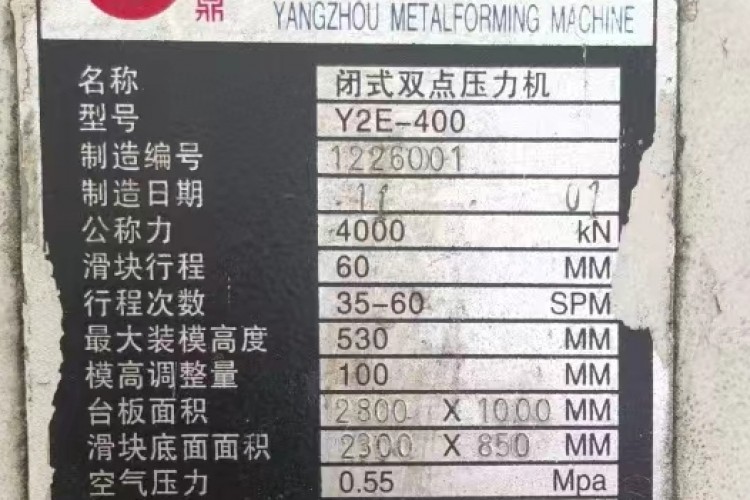 鼎 YANGZHOU METALFORMING MACHINE
名称 闭式双点压力机
型号 Y2E-400
制造编号 1226001
制造日期 11 01
公称力 4000 kN
滑块行程 60 MM
行程次数 35-60 SPM
最大装模高度 530 MM
模高调整量 100 MM
台板面积 2800 X 1000 MM
滑块底面面积 2300 X 850 MM
空气压力 0.55 Mpa